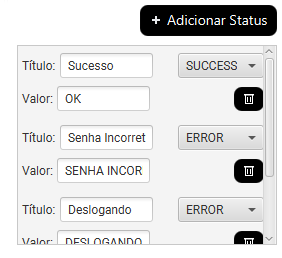 + Adicionar Status
Título: Sucesso SUCCESS
Valor: OK
Título: Senha Incorret ERROR
Valor: SENHA INCOR
Título: Deslogando ERROR
Valor: DESLOGANDO